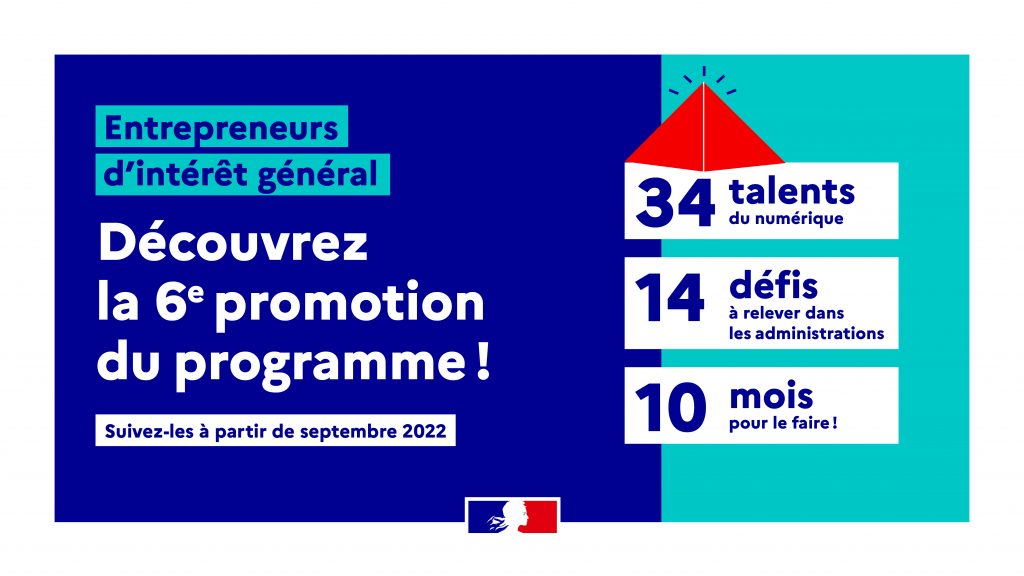 Entrepreneurs
d'intérêt général
Découvrez
la 6e promotion
du programme !
Suivez-les à partir de septembre 2022
34 talents
du numérique
14 défis
à relever dans
les administrations
10 mois
pour le faire !